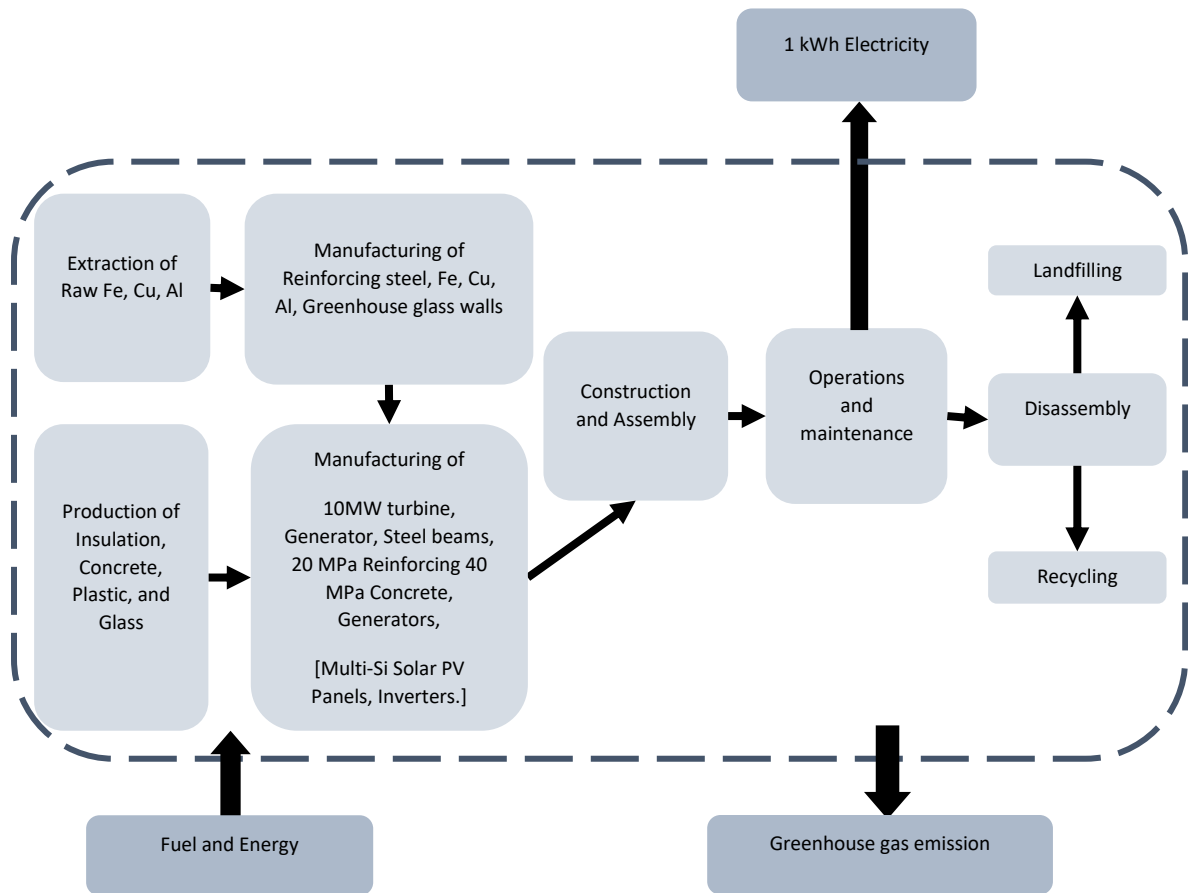 1 kWh Electricity
Extraction of
Raw Fe, Cu, Al
Manufacturing of
Reinforcing steel, Fe, Cu,
Al, Greenhouse glass walls
Landfilling
Construction
and Assembly
Operations
and
maintenance
Disassembly
Production of
Insulation,
Concrete,
Plastic, and
Glass
Manufacturing of
10MW turbine,
Generator, Steel beams,
20 MPa Reinforcing 40
MPa Concrete,
Generators,
[Multi-Si Solar PV
Panels, Inverters.]
Recycling
Fuel and Energy
Greenhouse gas emission